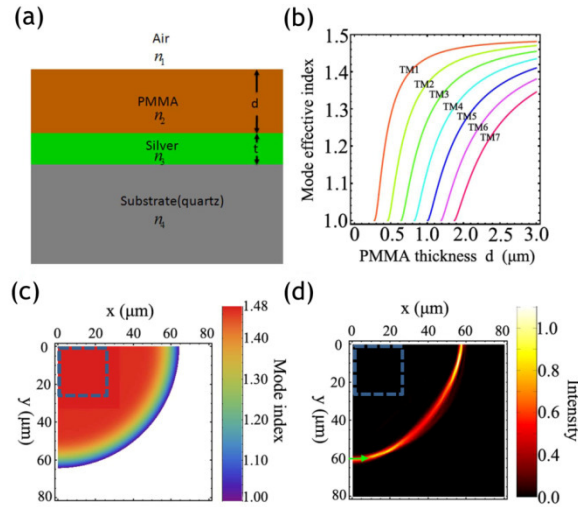 (a)
Air
n₁
PMMA
n₂
d
Silver
n₃
t
Substrate(quartz)
n₄
(b)
Mode effective index
1.5
1.4
1.3
1.2
1.1
1.0
TM1
TM2
TM3
TM4
TM5
TM6
TM7
0 0.5 1.0 1.5 2.0 2.5 3.0
PMMA thickness d (μm)
(c)
x (μm)
0 20 40 60 80
y (μm)
0
20
40
60
80
1.48
1.40
1.30
1.20
1.10
1.00
Mode index
(d)
x (μm)
0 20 40 60 80
y (μm)
0
20
40
60
80
1.0
0.8
0.6
0.4
0.2
0.0
Intensity